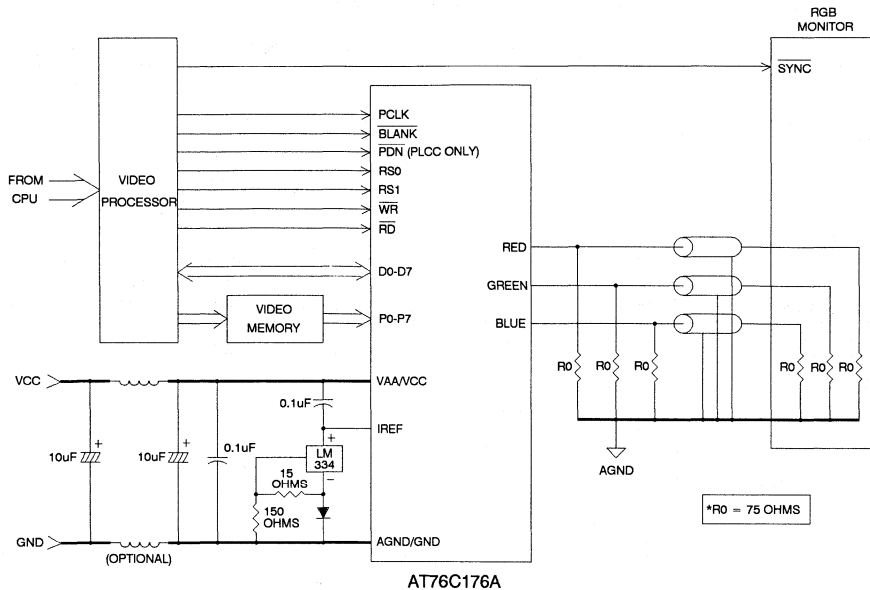 RGB
MONITOR
SYNC
PCLK
BLANK
PDN (PLCC ONLY)
RS0
RS1
WR
RD
FROM
CPU
VIDEO
PROCESSOR
RED
D0-D7
GREEN
VIDEO
MEMORY
P0-P7
BLUE
R0
R0
R0
R0
R0
R0
VCC
VAA/VCC
0.1uF
IREF
10uF
+
10uF
+
0.1uF
+
LM
334
−
15
OHMS
150
OHMS
AGND
*R0 = 75 OHMS
GND
(OPTIONAL)
AGND/GND
AT76C176A